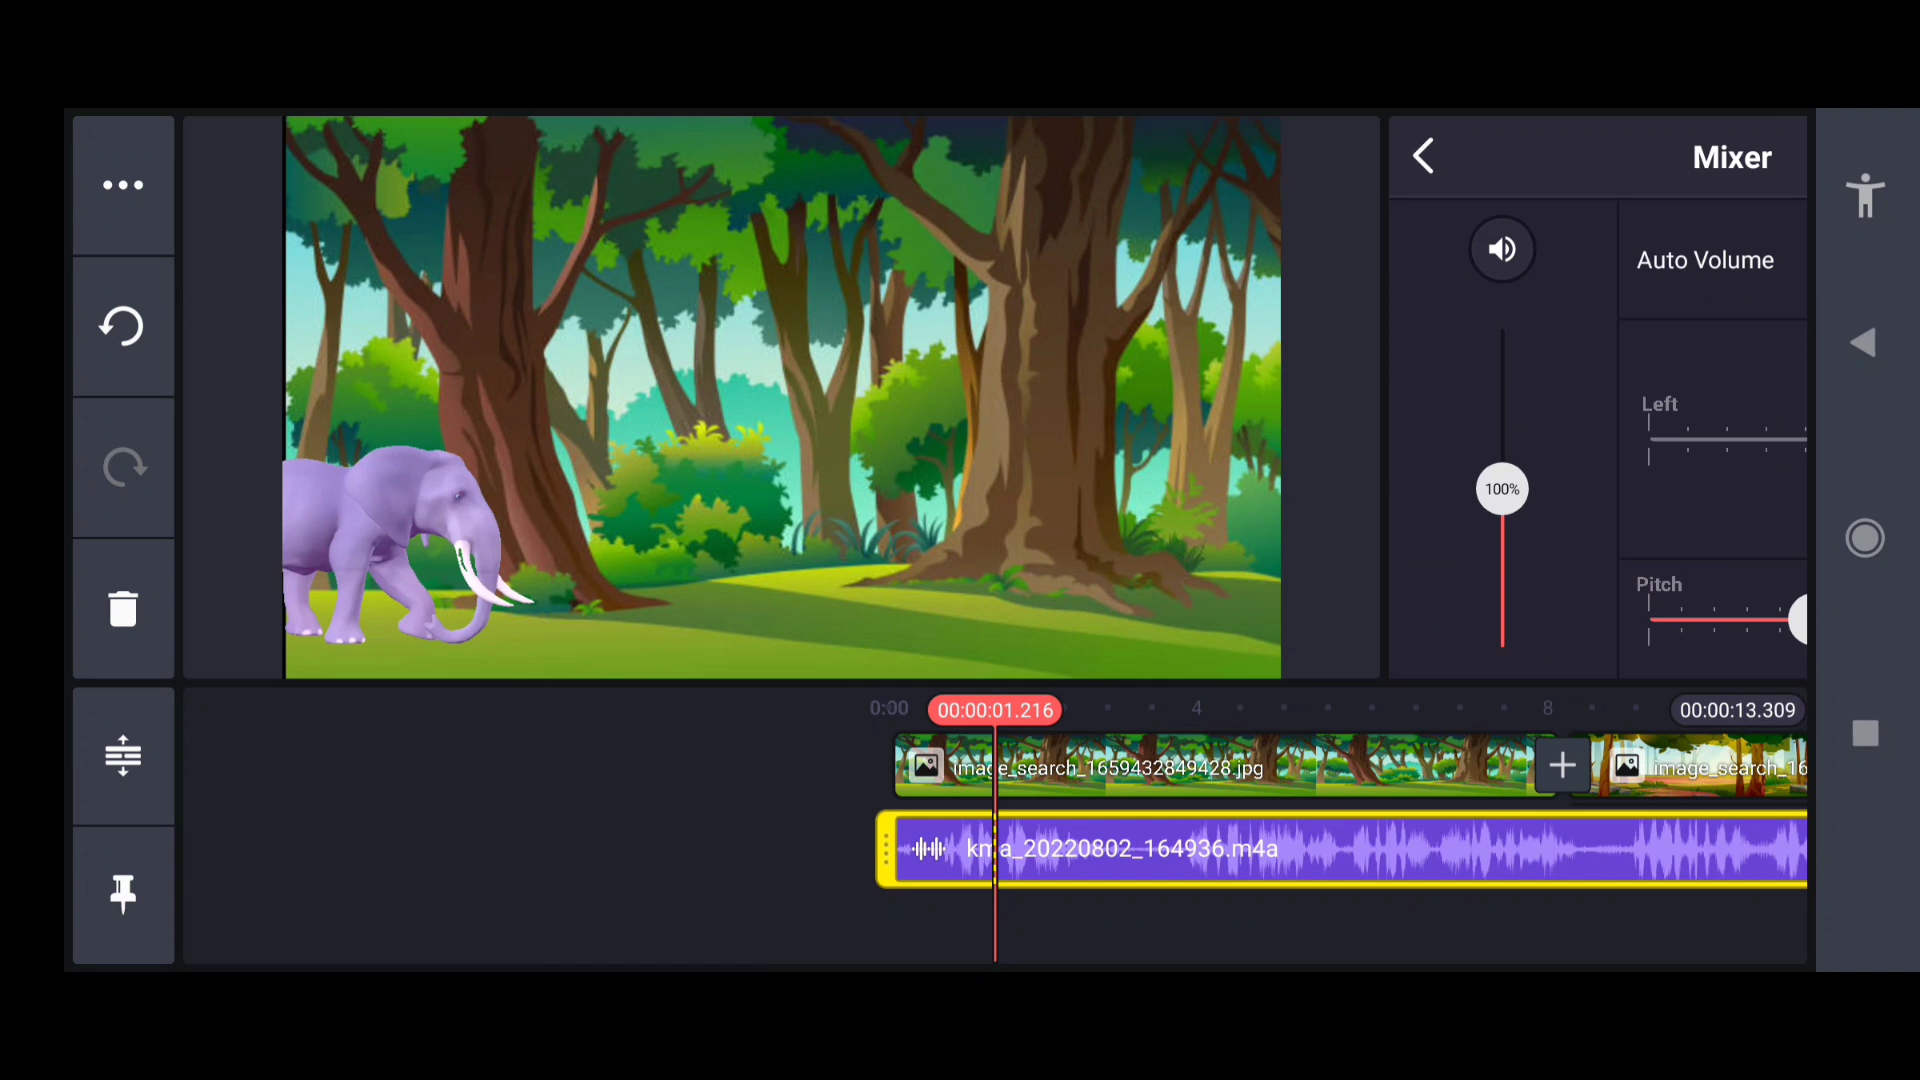 Mixer
Auto Volume
Left
100%
Pitch
0:00
00:00:01.216
4
8
00:00:13.309
image_search_1659432849428.jpg
image_search_16
kma_20220802_164936.m4a